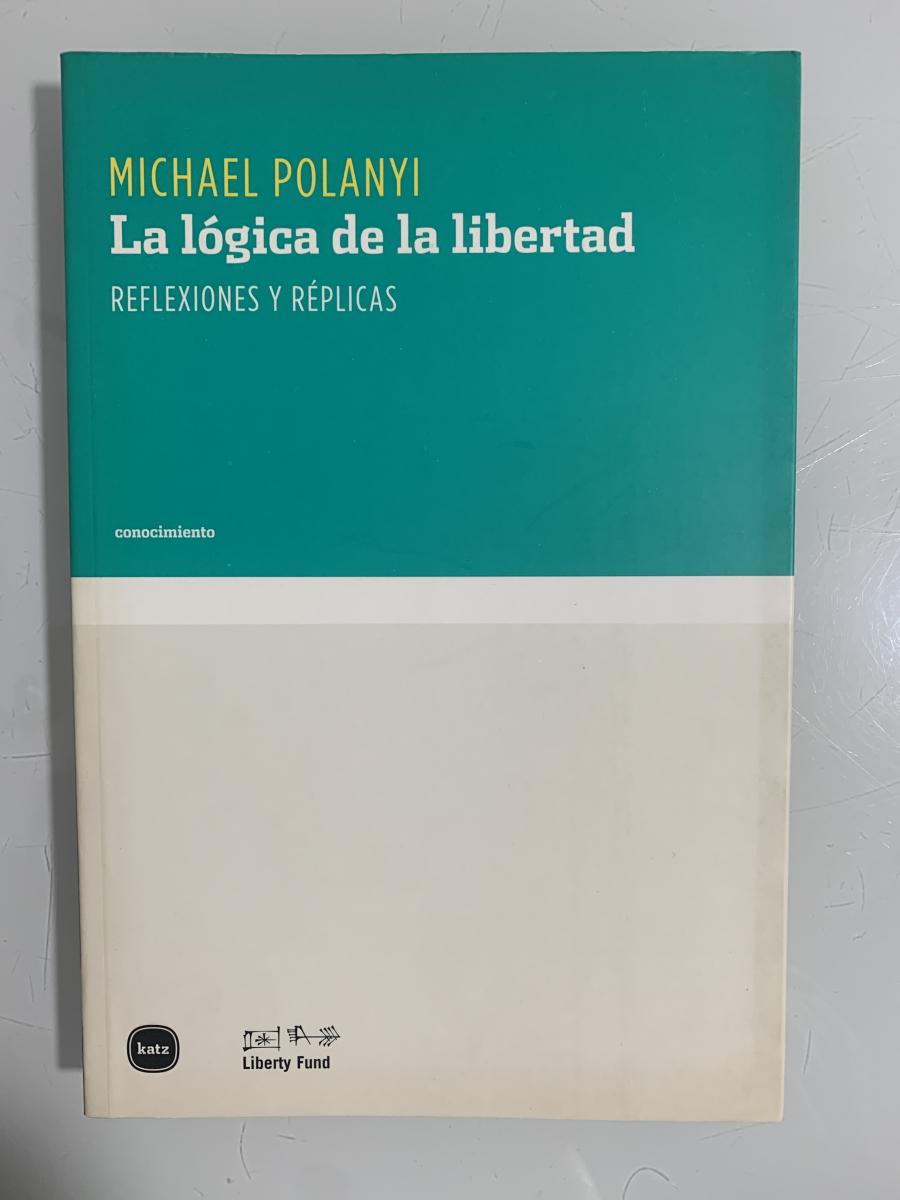 MICHAEL POLANYI
La lógica de la libertad
REFLEXIONES Y RÉPLICAS
conocimiento
katz
Liberty Fund